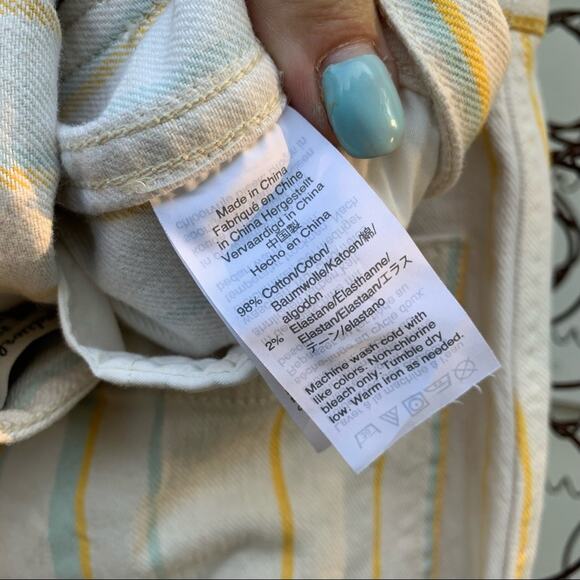 Made in China
Fabriqué en Chine
in China Hergestellt
Vervaardigd in China
中国製
Hecho en China
98% Cotton/Coton/
Baumwolle/Katoen/綿/
algodón
2% Elastane/Élasthanne/
Elastan/Elastaan/エラス
テーン/elastano
Machine wash cold with
like colors. Non-chlorine
bleach only. Tumble dry
low. Warm iron as needed.